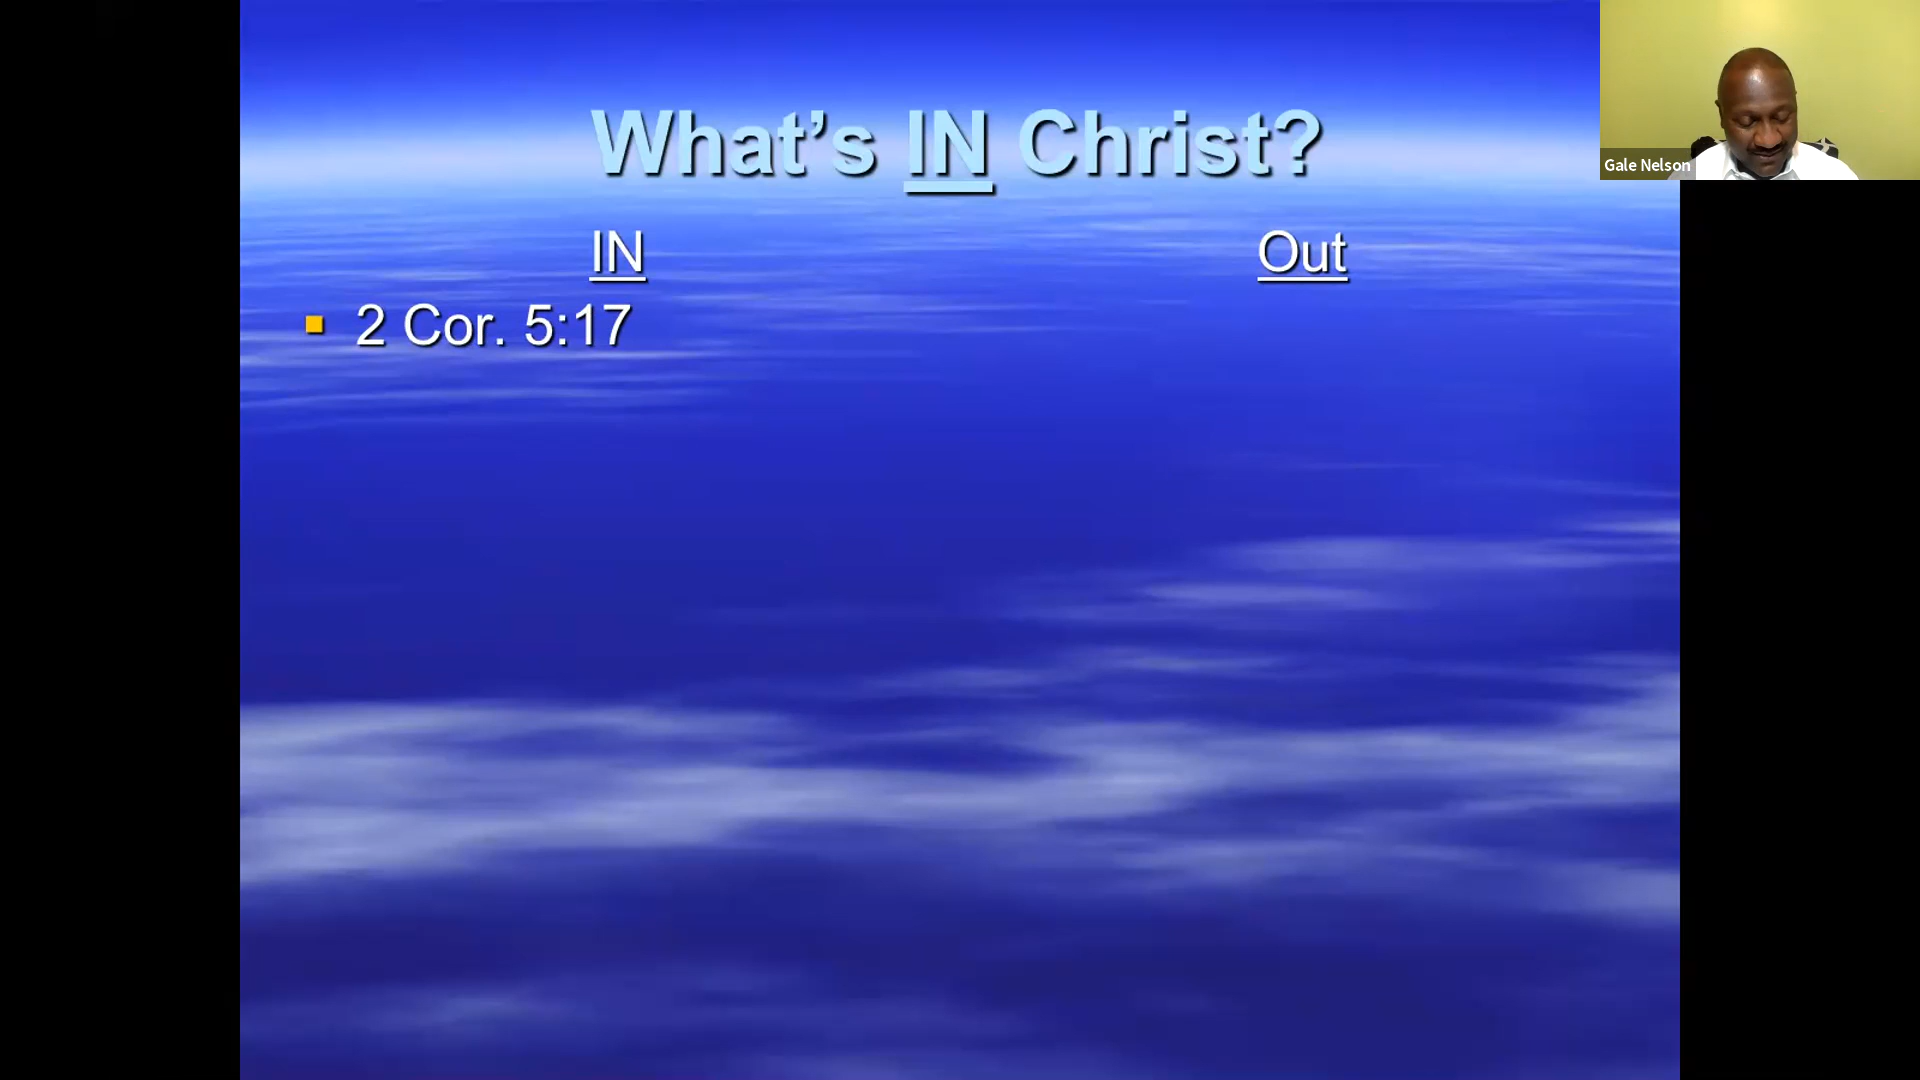 What’s IN Christ?
IN
Out
2 Cor. 5:17
Gale Nelson